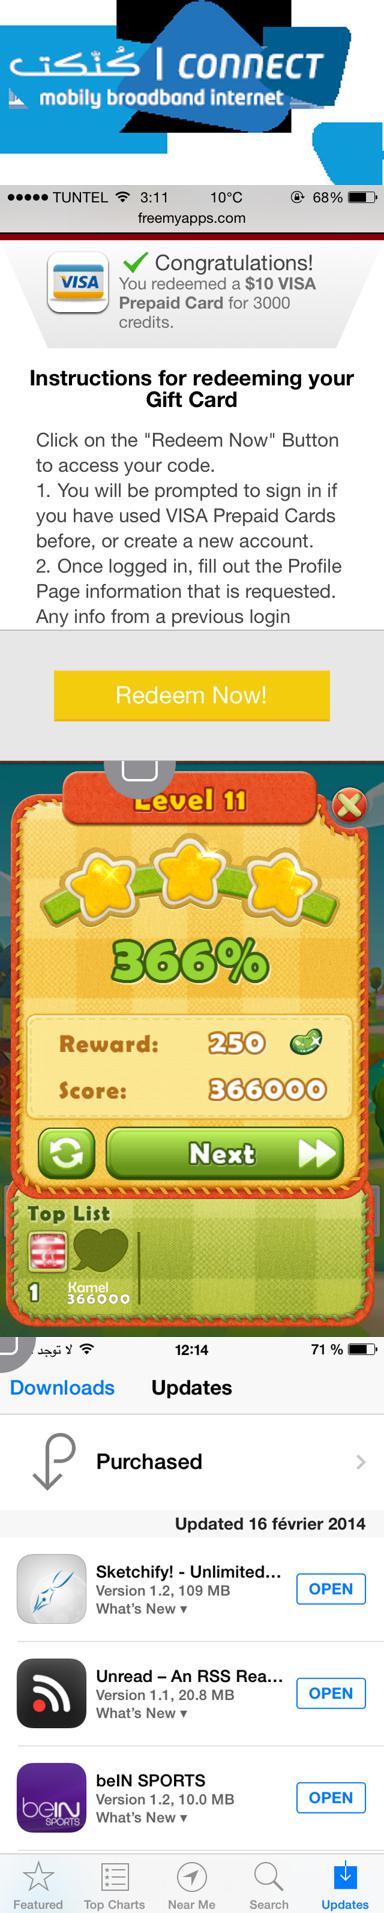 كُنكتـ | CONNECT
mobily broadband internet
TUNTEL 3:11 10°C 68%
freemyapps.com
Congratulations!
You redeemed a $10 VISA
Prepaid Card for 3000
credits.
VISA
Instructions for redeeming your
Gift Card
Click on the "Redeem Now" Button
to access your code.
1. You will be prompted to sign in if
you have used VISA Prepaid Cards
before, or create a new account.
2. Once logged in, fill out the Profile
Page information that is requested.
Any info from a previous login
Redeem Now!
Level 11
366%
Reward: 250
Score: 366000
Next
Top List
1 Kamel
366000
لا توجد 12:14 71 %
Downloads Updates
Purchased
Updated 16 février 2014
Sketchify! - Unlimited...
Version 1.2, 109 MB
What's New ▾
OPEN
Unread – An RSS Rea...
Version 1.1, 20.8 MB
What's New ▾
OPEN
beIN SPORTS
Version 1.2, 10.0 MB
What's New ▾
OPEN
beIN
SPORTS
Featured Top Charts Near Me Search Updates